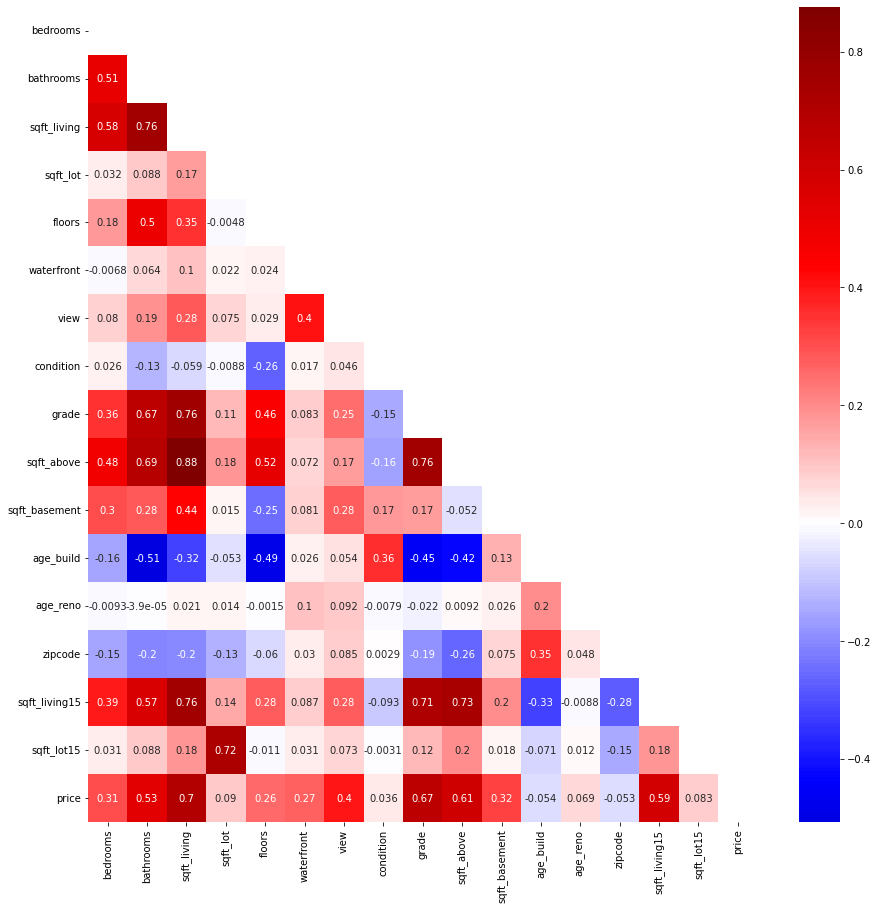 bedrooms
bathrooms 0.51
sqft_living 0.58 0.76
sqft_lot 0.032 0.088 0.17
floors 0.18 0.5 0.35 -0.0048
waterfront -0.0068 0.064 0.1 0.022 0.024
view 0.08 0.19 0.28 0.075 0.029 0.4
condition 0.026 -0.13 -0.059 -0.0088 -0.26 0.017 0.046
grade 0.36 0.67 0.76 0.11 0.46 0.083 0.25 -0.15
sqft_above 0.48 0.69 0.88 0.18 0.52 0.072 0.17 -0.16 0.76
sqft_basement 0.3 0.28 0.44 0.015 -0.25 0.081 0.28 0.17 0.17 -0.052
age_build -0.16 -0.51 -0.32 -0.053 -0.49 0.026 0.054 0.36 -0.45 -0.42 0.13
age_reno -0.0093 -3.9e-05 0.021 0.014 -0.0015 0.1 0.092 -0.0079 -0.022 0.0092 0.026 0.2
zipcode -0.15 -0.2 -0.2 -0.13 -0.06 0.03 0.085 0.0029 -0.19 -0.26 0.075 0.35 0.048
sqft_living15 0.39 0.57 0.76 0.14 0.28 0.087 0.28 -0.093 0.71 0.73 0.2 -0.33 -0.0088 -0.28
sqft_lot15 0.031 0.088 0.18 0.72 -0.011 0.031 0.073 -0.0031 0.12 0.2 0.018 -0.071 0.012 -0.15 0.18
price 0.31 0.53 0.7 0.09 0.26 0.27 0.4 0.036 0.67 0.61 0.32 -0.054 0.069 -0.053 0.59 0.083
bedrooms bathrooms sqft_living sqft_lot floors waterfront view condition grade sqft_above sqft_basement age_build age_reno zipcode sqft_living15 sqft_lot15 price
0.8
0.6
0.4
0.2
0.0
-0.2
-0.4